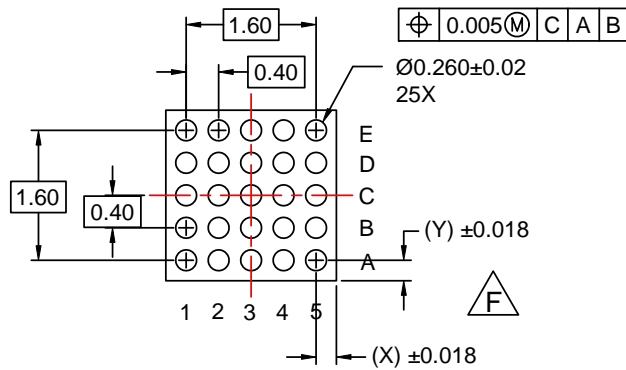 1.60
⌖ 0.005Ⓜ C A B
0.40
Ø0.260±0.02
25X
E
D
1.60
C
0.40
B
(Y) ±0.018
A
F
1 2 3 4 5
(X) ±0.018